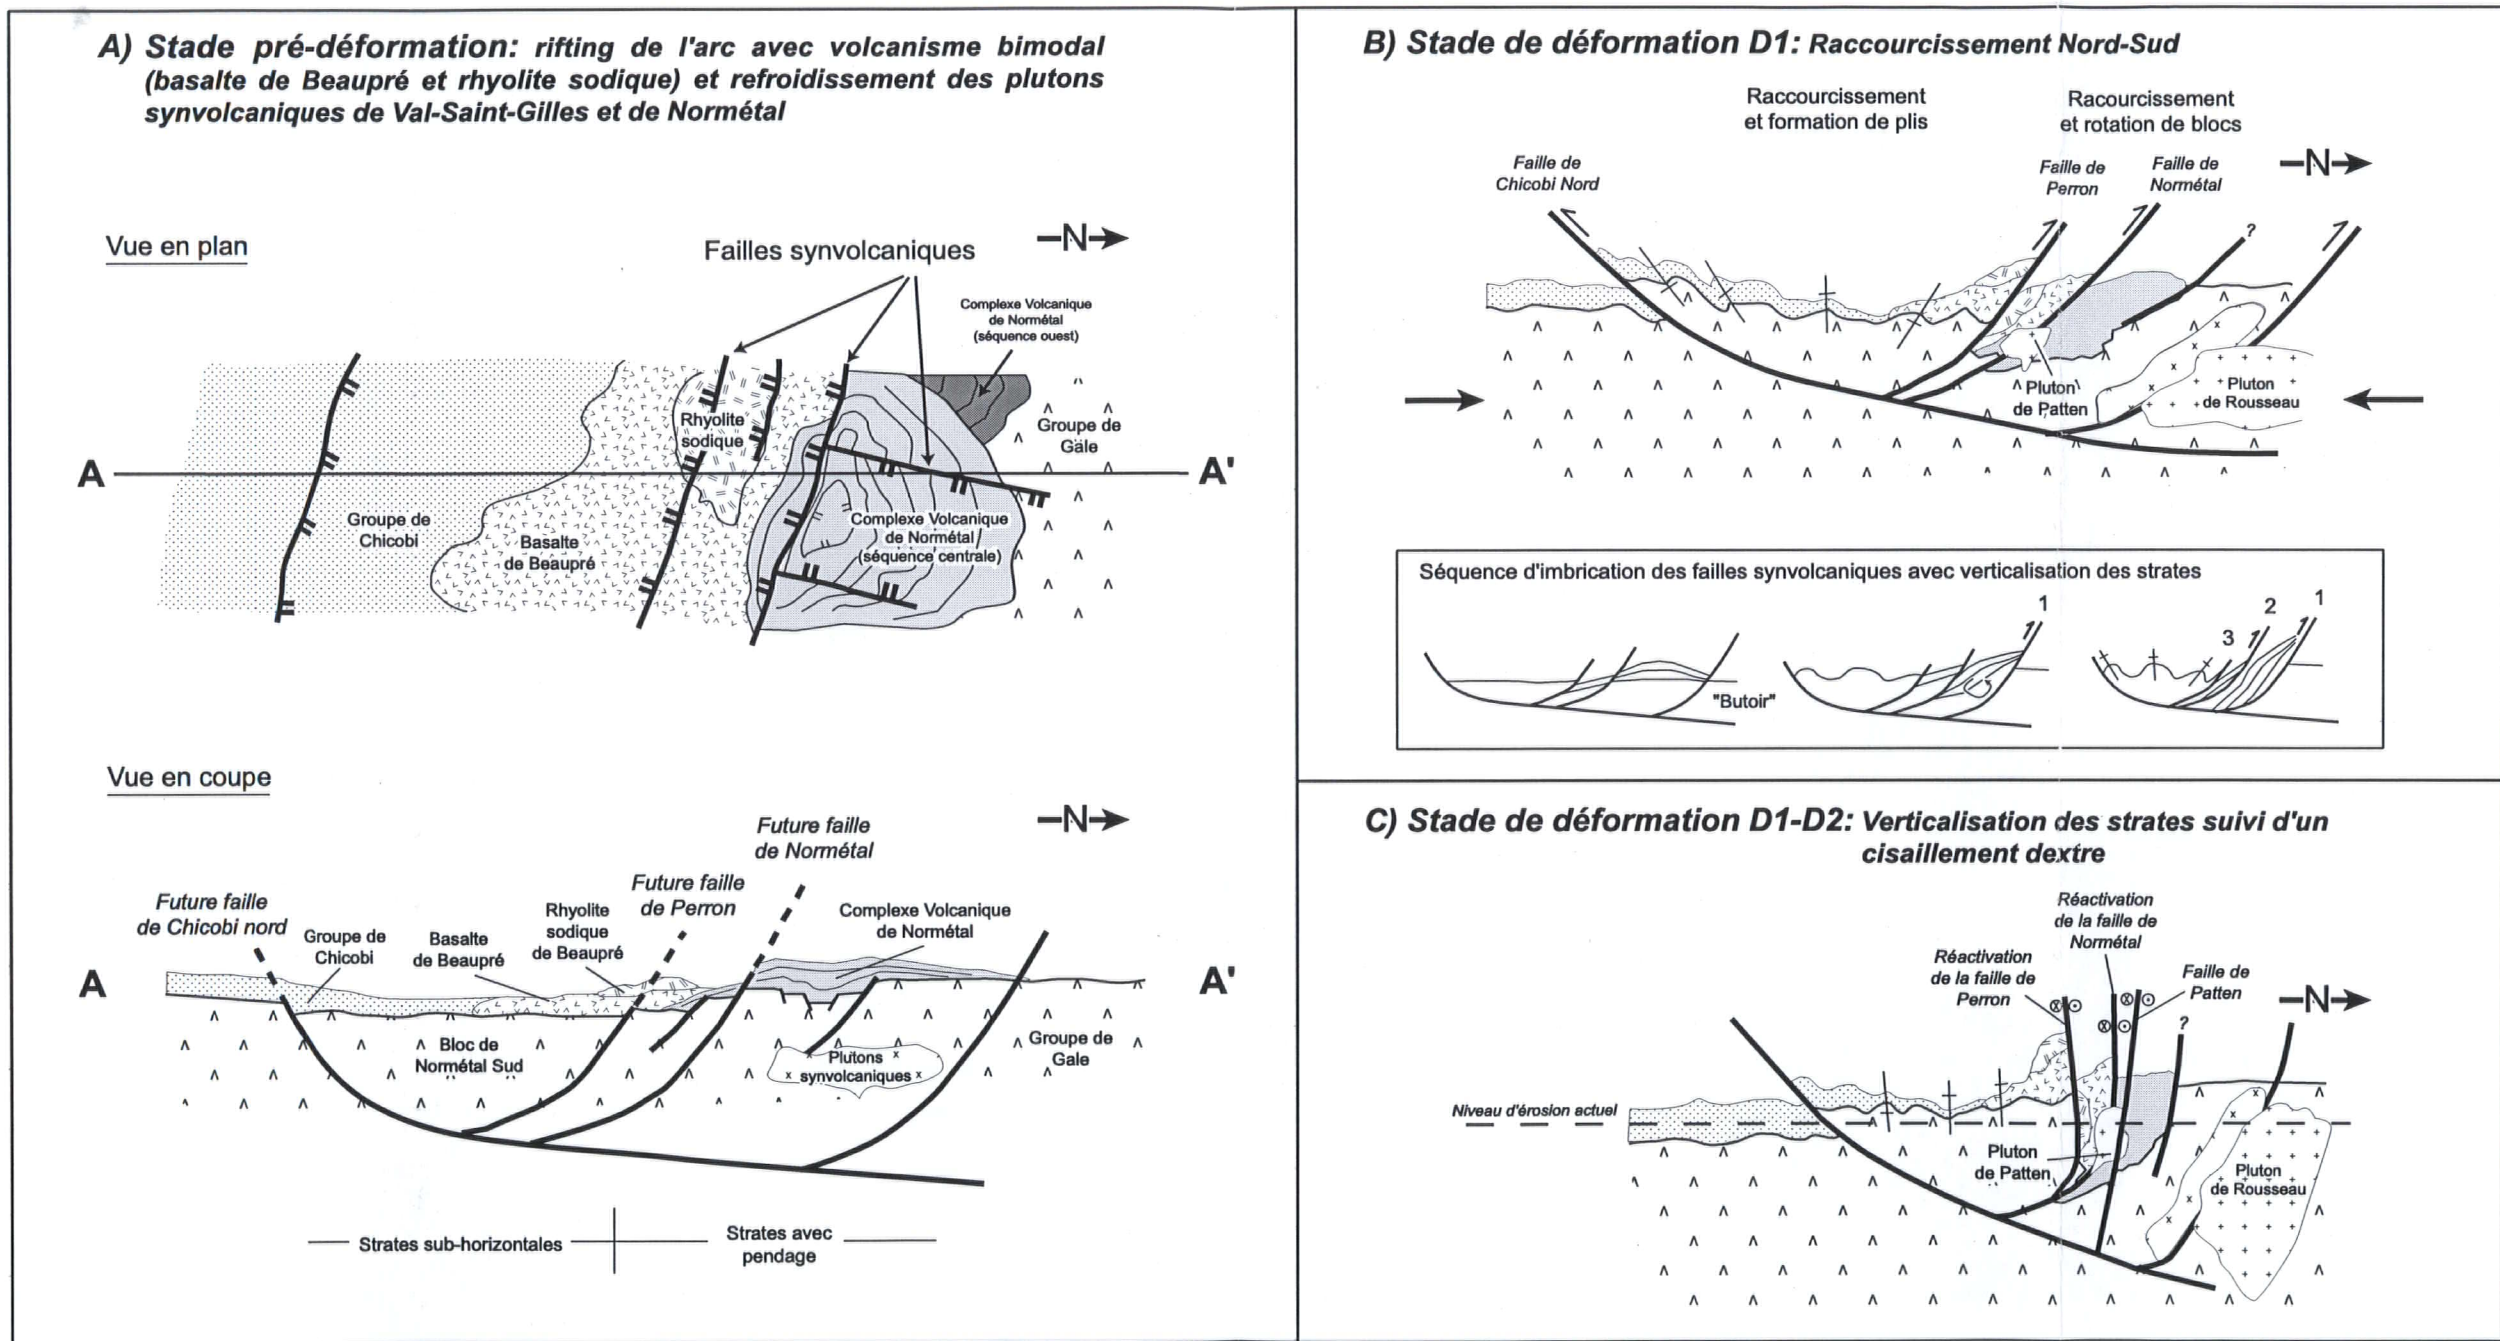 A) Stade pré-déformation: rifting de l'arc avec volcanisme bimodal
(basalte de Beaupré et rhyolite sodique) et refroidissement des plutons
synvolcaniques de Val-Saint-Gilles et de Normétal
Vue en plan
Failles synvolcaniques
N
Complexe Volcanique
de Normétal
(séquence ouest)
Rhyolite
sodique
Groupe de
Gale
A
A'
Groupe de
Chicobi
Basalte
de Beaupré
Complexe Volcanique
de Normétal
(séquence centrale)
Vue en coupe
N
Future faille
de Normétal
Future faille
de Perron
Future faille
de Chicobi nord
Groupe de
Chicobi
Basalte
de Beaupré
Rhyolite
sodique
de Beaupré
Complexe Volcanique
de Normétal
A
A'
Bloc de
Normétal Sud
Plutons
synvolcaniques
Groupe de
Gale
Strates sub-horizontales
Strates avec
pendage
B) Stade de déformation D1: Raccourcissement Nord-Sud
Raccourcissement
et formation de plis
Racourcissement
et rotation de blocs
Faille de
Chicobi Nord
Faille de
Perron
Faille de
Normétal
N
?
Pluton
de Patten
Pluton
de Rousseau
Séquence d'imbrication des failles synvolcaniques avec verticalisation des strates
"Butoir"
1
3
2
1
C) Stade de déformation D1-D2: Verticalisation des strates suivi d'un
cisaillement dextre
Réactivation
de la faille de
Normétal
Réactivation
de la faille de
Perron
Faille de
Patten
N
?
Niveau d'érosion actuel
Pluton
de Patten
Pluton
de Rousseau